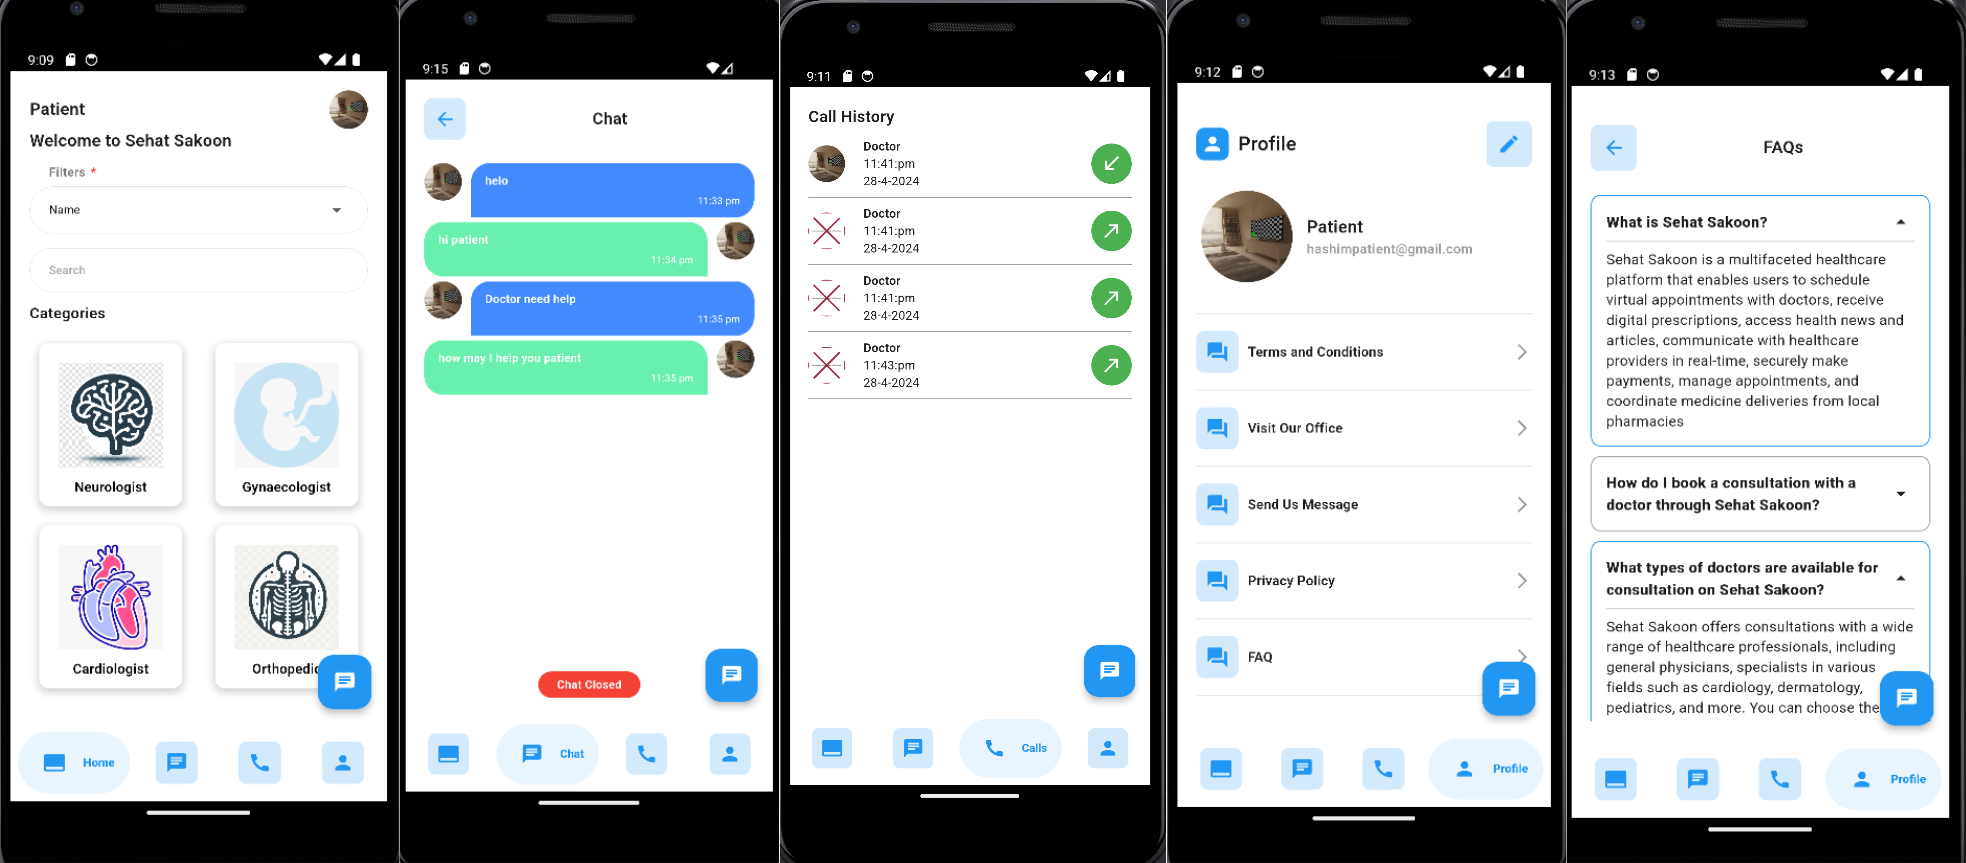 9:09
Patient
Welcome to Sehat Sakoon
Filters *
Name
Search
Categories
Neurologist
Gynaecologist
Cardiologist
Orthopedic
Home
9:15
Chat
helo
11:33 pm
hi patient
11:34 pm
Doctor need help
11:35 pm
how may I help you patient
11:35 pm
Chat Closed
Chat
9:11
Call History
Doctor
11:41:pm
28-4-2024
Doctor
11:41:pm
28-4-2024
Doctor
11:41:pm
28-4-2024
Doctor
11:43:pm
28-4-2024
Calls
9:12
Profile
Patient
hashimpatient@gmail.com
Terms and Conditions
Visit Our Office
Send Us Message
Privacy Policy
FAQ
Profile
9:13
FAQs
What is Sehat Sakoon?
Sehat Sakoon is a multifaceted healthcare
platform that enables users to schedule
virtual appointments with doctors, receive
digital prescriptions, access health news and
articles, communicate with healthcare
providers in real-time, securely make
payments, manage appointments, and
coordinate medicine deliveries from local
pharmacies
How do I book a consultation with a
doctor through Sehat Sakoon?
What types of doctors are available for
consultation on Sehat Sakoon?
Sehat Sakoon offers consultations with a wide
range of healthcare professionals, including
general physicians, specialists in various
fields such as cardiology, dermatology,
pediatrics, and more. You can choose the
Profile